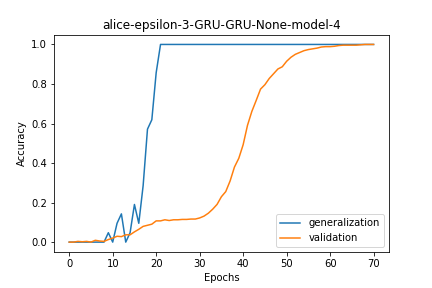 alice-epsilon-3-GRU-GRU-None-model-4
1.0
0.8
0.6
0.4
0.2
0.0
Accuracy
0 10 20 30 40 50 60 70
Epochs
generalization
validation